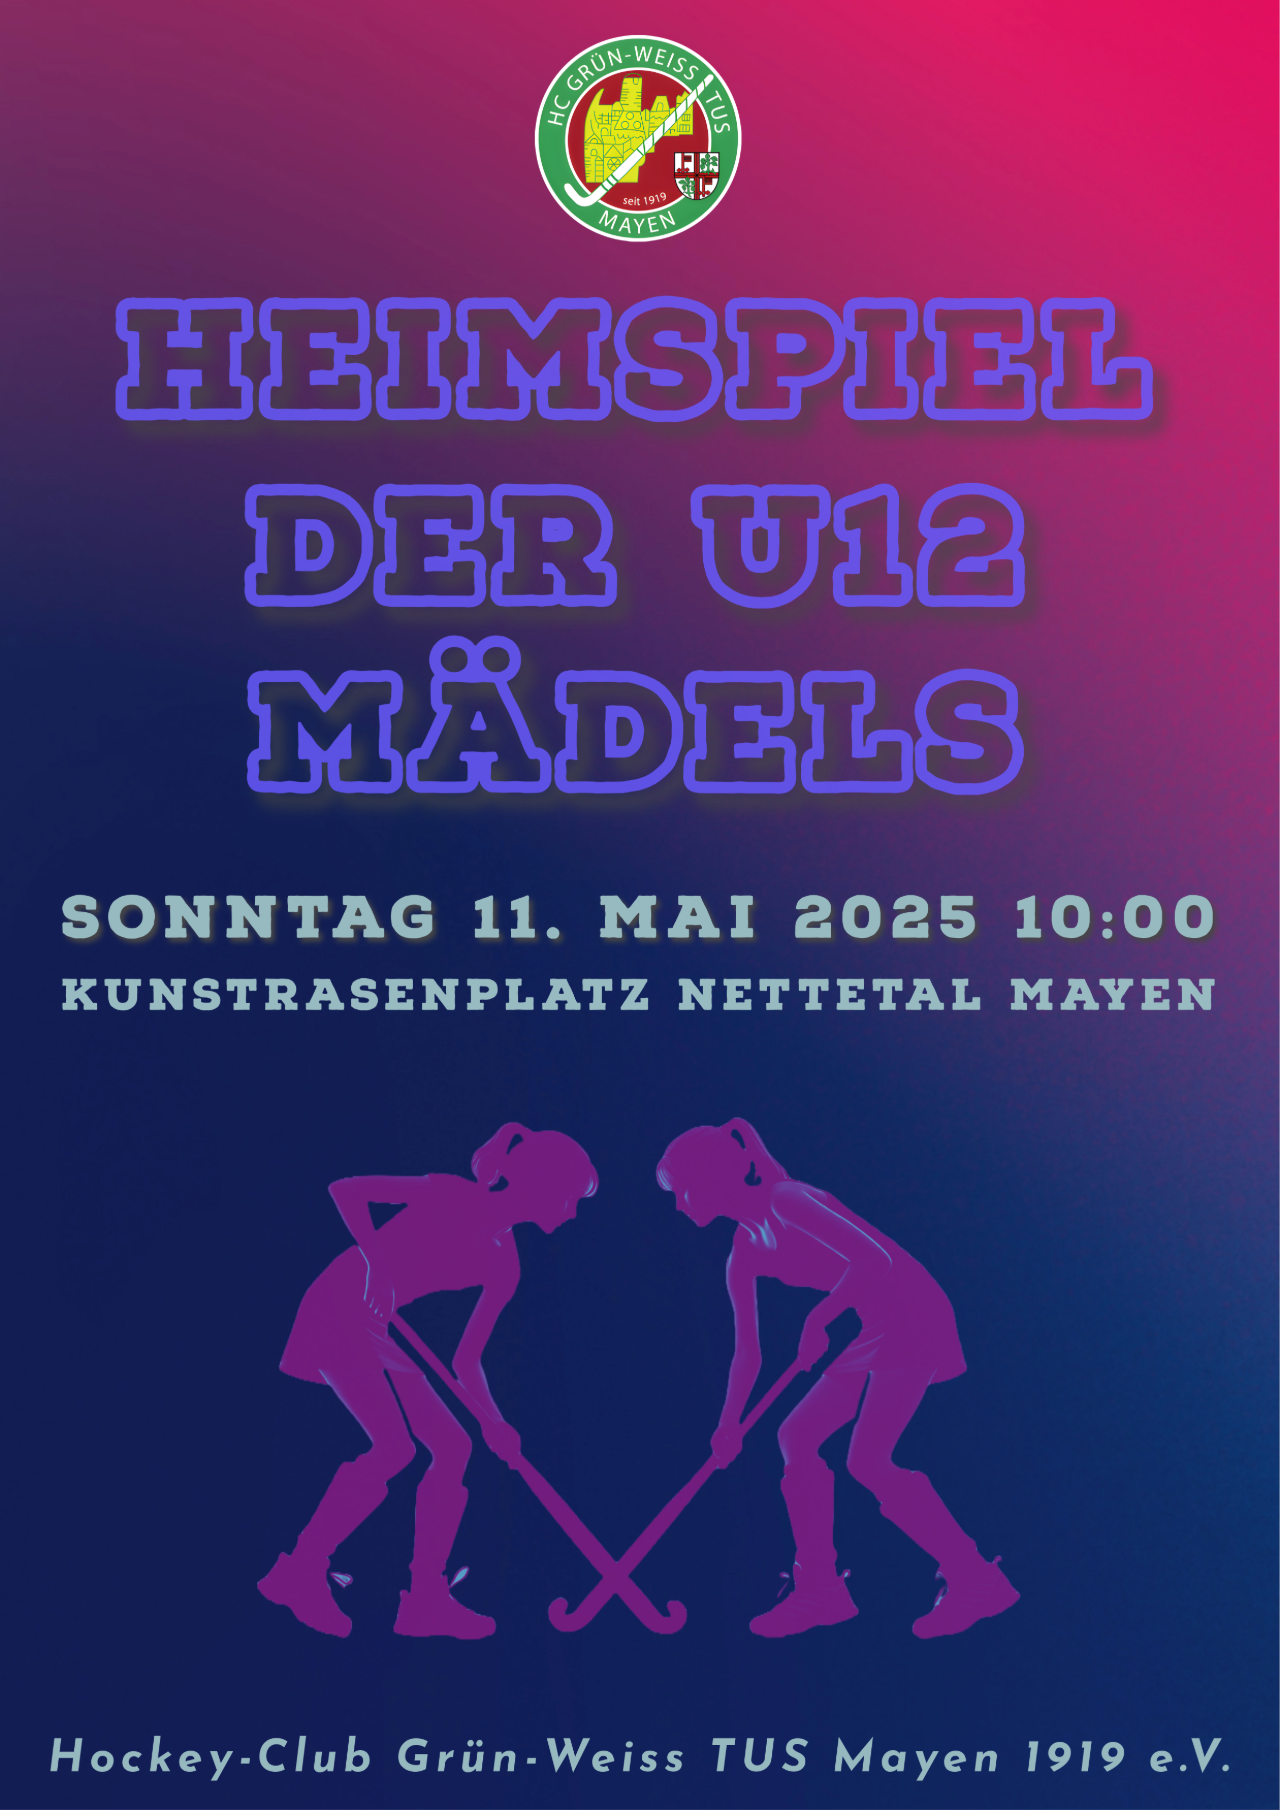 HC GRÜN-WEISS TUS
seit 1919
MAYEN
HEIMSPIEL
DER U12
MÄDELS
SONNTAG 11. MAI 2025 10:00
KUNSTRASENPLATZ NETTETAL MAYEN
Hockey-Club Grün-Weiss TUS Mayen 1919 e.V.